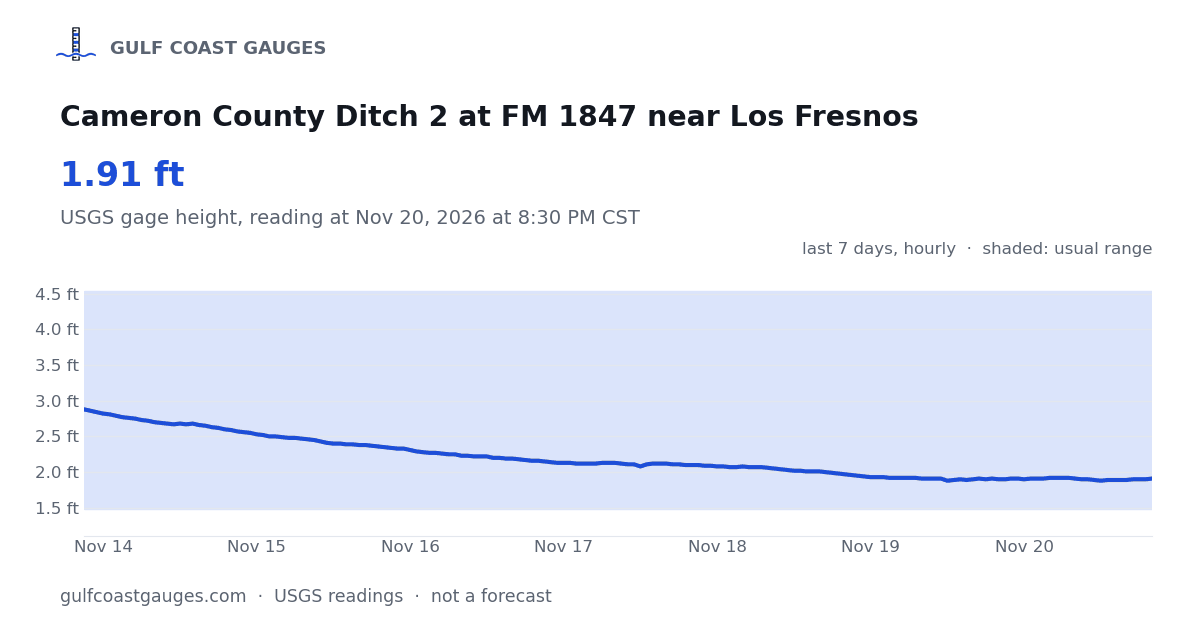 GULF COAST GAUGES
Cameron County Ditch 2 at FM 1847 near Los Fresnos
1.91 ft
USGS gage height, reading at Nov 20, 2026 at 8:30 PM CST
last 7 days, hourly · shaded: usual range
4.5 ft
4.0 ft
3.5 ft
3.0 ft
2.5 ft
2.0 ft
1.5 ft
Nov 14 Nov 15 Nov 16 Nov 17 Nov 18 Nov 19 Nov 20
gulfcoastgauges.com · USGS readings · not a forecast